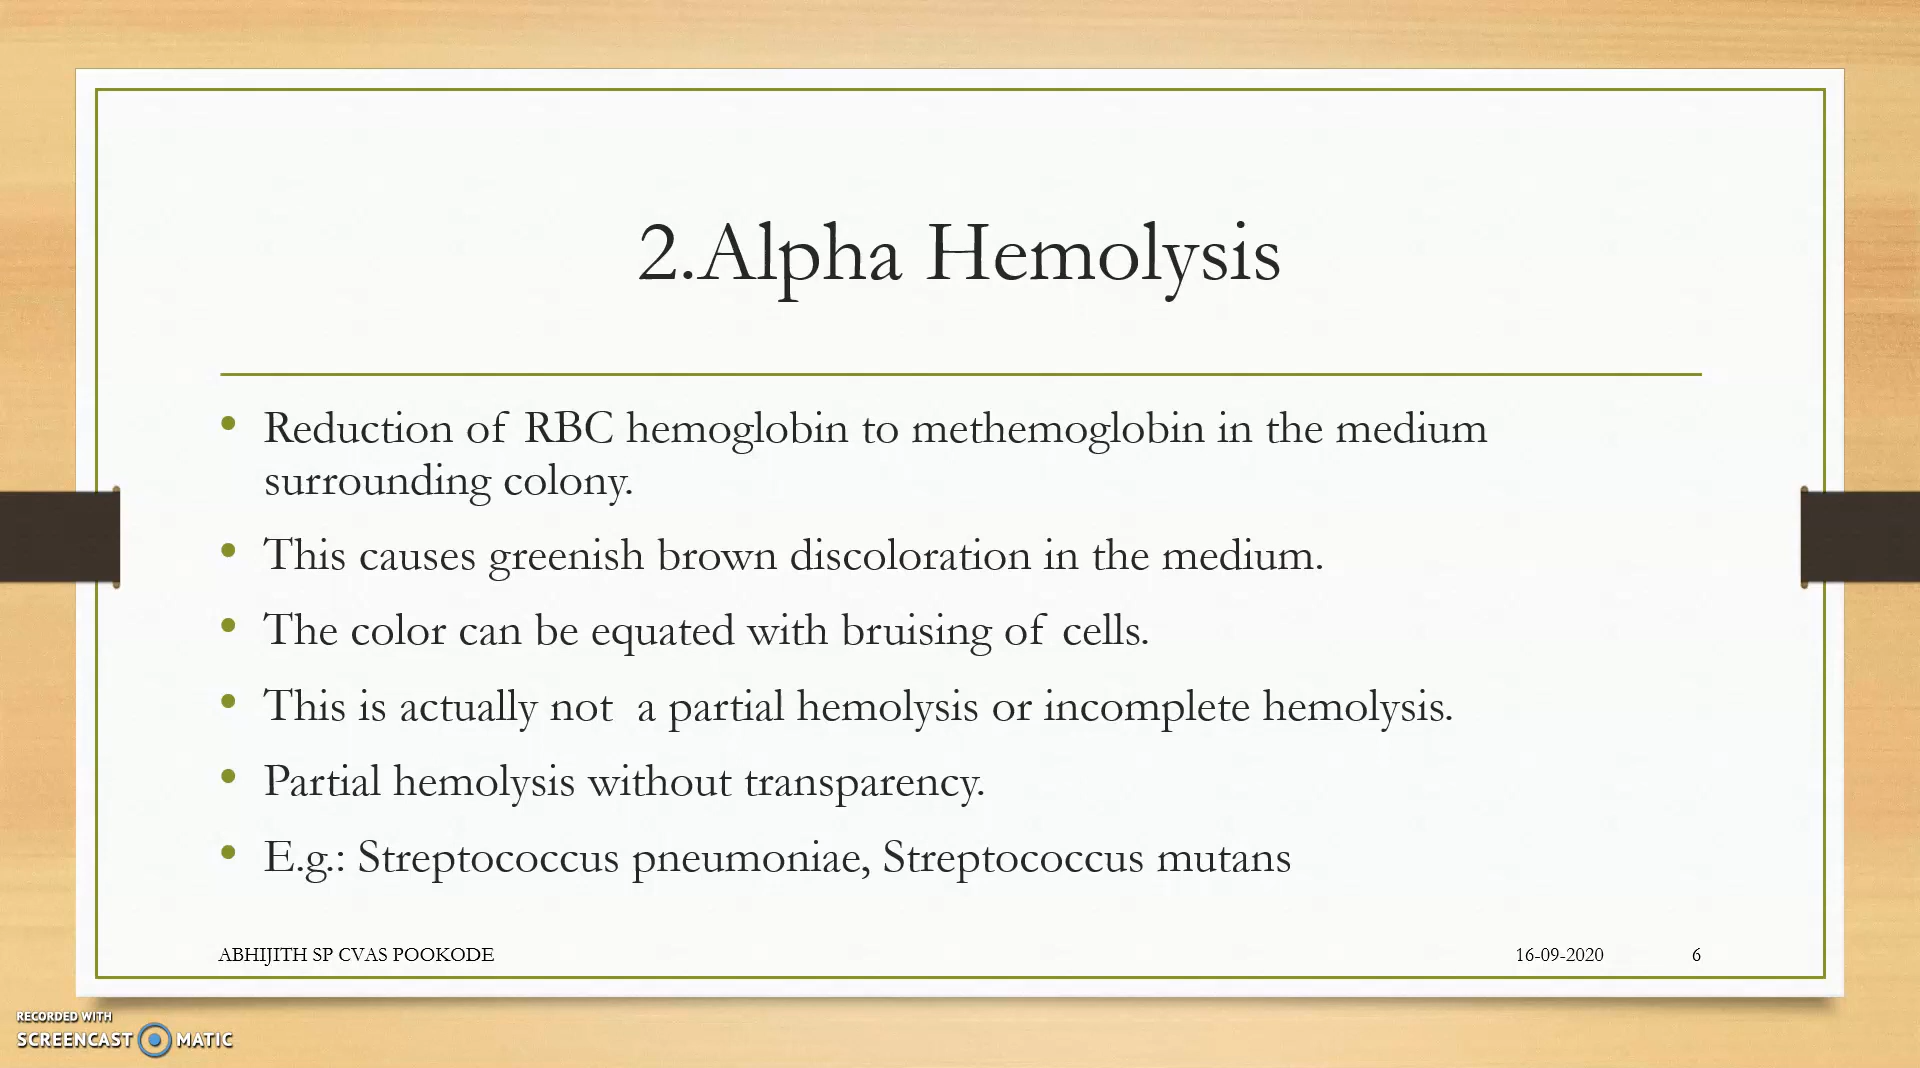 2.Alpha Hemolysis
• Reduction of RBC hemoglobin to methemoglobin in the medium
surrounding colony.
• This causes greenish brown discoloration in the medium.
• The color can be equated with bruising of cells.
• This is actually not  a partial hemolysis or incomplete hemolysis.
• Partial hemolysis without transparency.
• E.g.: Streptococcus pneumoniae, Streptococcus mutans
ABHIJITH SP CVAS POOKODE 16-09-2020 6
RECORDED WITH
SCREENCAST MATIC